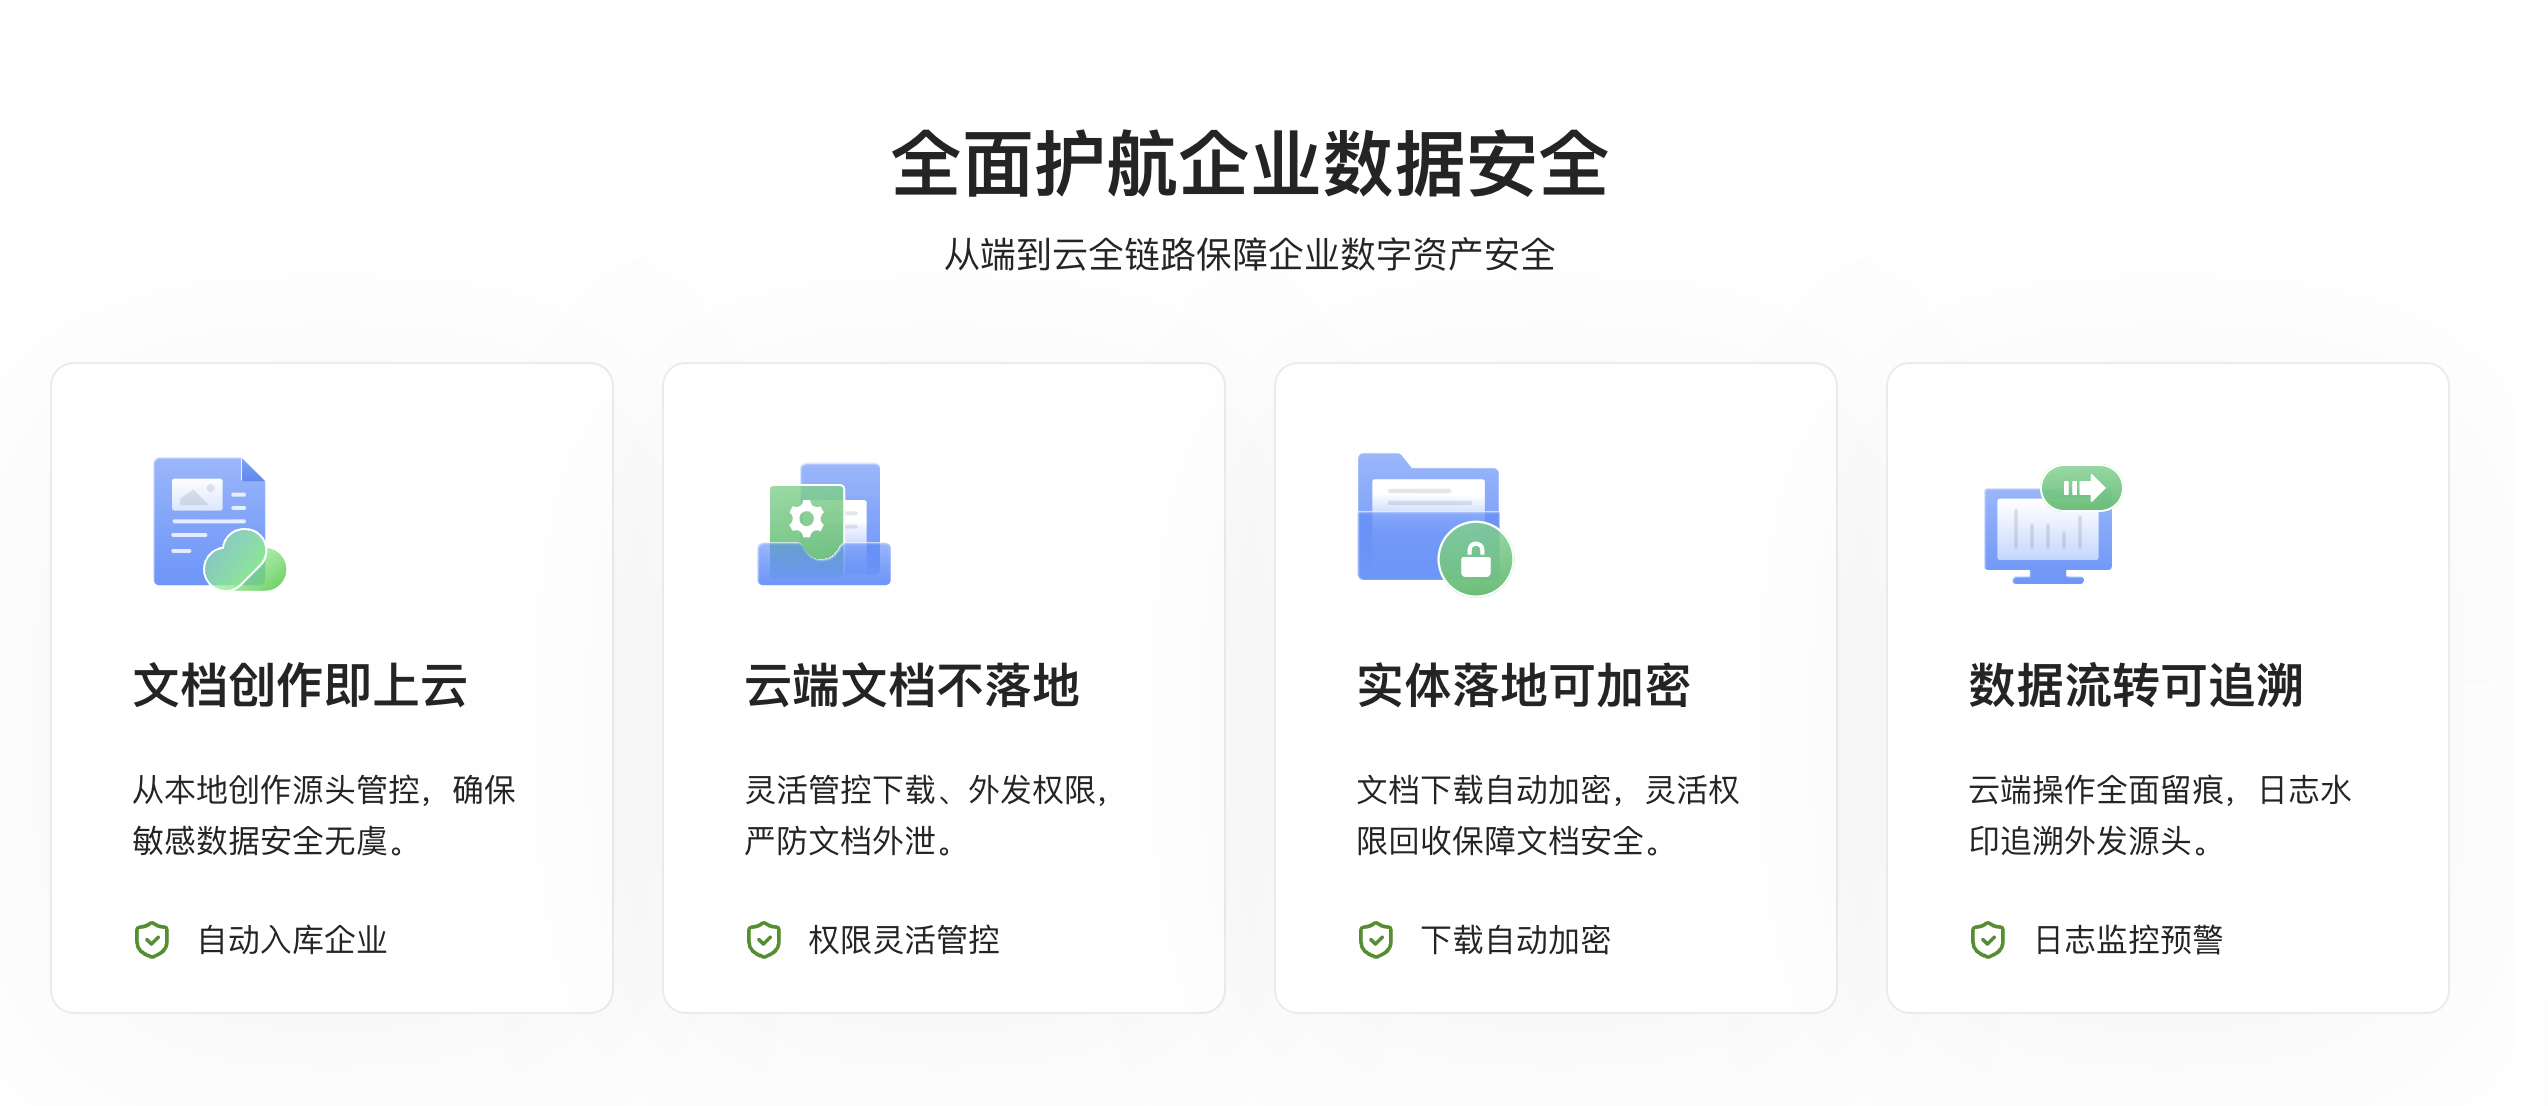 全面护航企业数据安全
从端到云全链路保障企业数字资产安全
文档创作即上云
从本地创作源头管控，确保
敏感数据安全无虞。
自动入库企业
云端文档不落地
灵活管控下载、外发权限，
严防文档外泄。
权限灵活管控
实体落地可加密
文档下载自动加密，灵活权
限回收保障文档安全。
下载自动加密
数据流转可追溯
云端操作全面留痕，日志水
印追溯外发源头。
日志监控预警